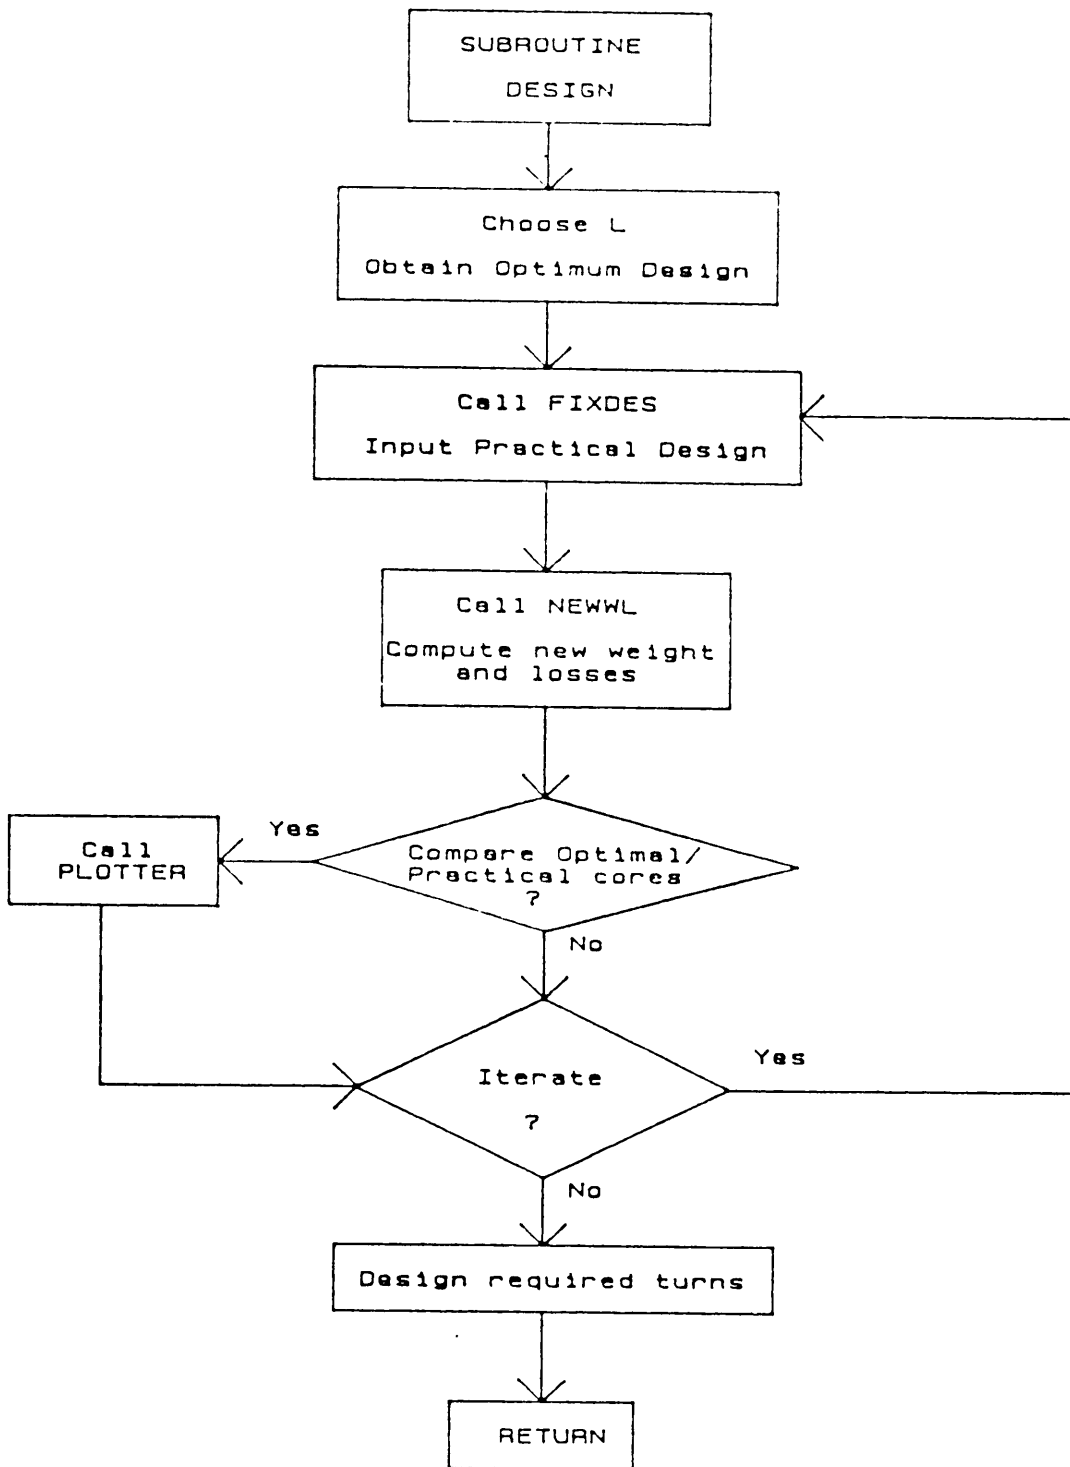 SUBROUTINE
DESIGN
Choose L
Obtain Optimum Design
Call FIXDES
Input Practical Design
Call NEWWL
Compute new weight
and losses
Yes
Call
PLOTTER
Compare Optimal/
Practical cores
?
No
Iterate
?
Yes
No
Design required turns
RETURN